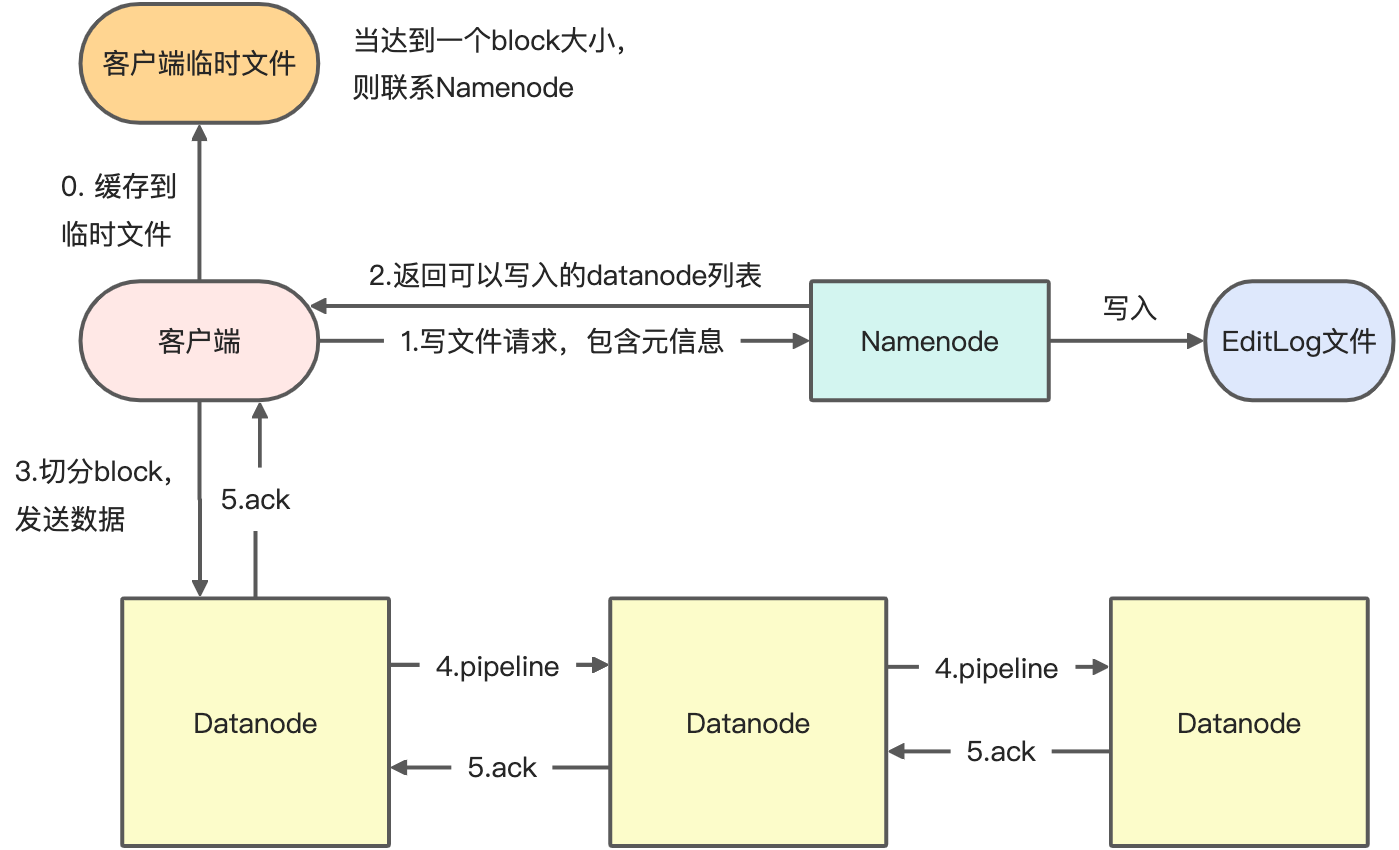 客户端临时文件
当达到一个block大小，
则联系Namenode
0. 缓存到
临时文件
2.返回可以写入的datanode列表
客户端
1.写文件请求，包含元信息
Namenode
写入
EditLog文件
3.切分block，
发送数据
5.ack
4.pipeline
4.pipeline
Datanode
Datanode
Datanode
5.ack
5.ack